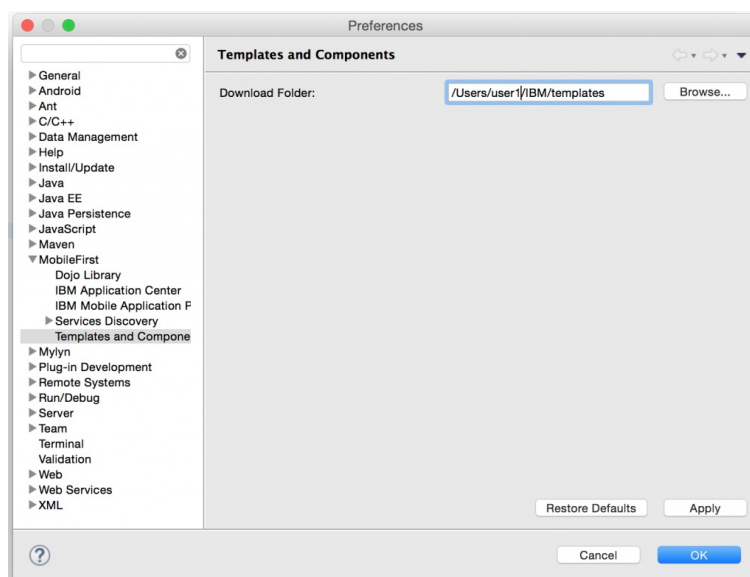 Preferences
Templates and Components
General
Android
Ant
C/C++
Data Management
Help
Install/Update
Java
Java EE
Java Persistence
JavaScript
Maven
MobileFirst
Dojo Library
IBM Application Center
IBM Mobile Application P
Services Discovery
Templates and Compone
Mylyn
Plug-in Development
Remote Systems
Run/Debug
Server
Team
Terminal
Validation
Web
Web Services
XML
Download Folder: /Users/user1/IBM/templates Browse...
Restore Defaults Apply
? Cancel OK